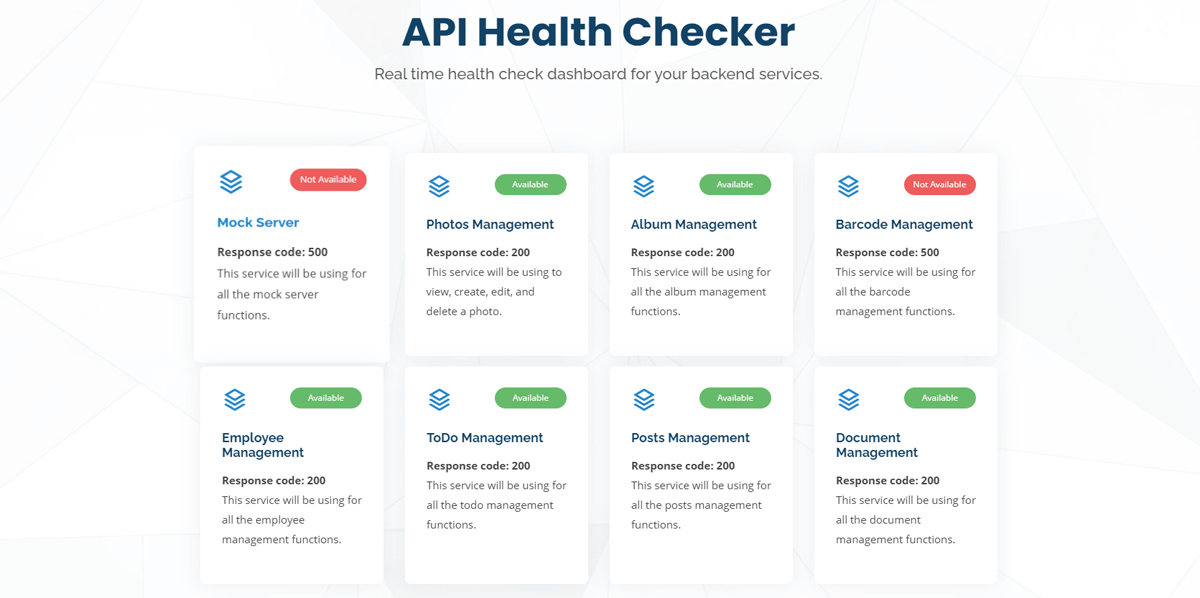 API Health Checker
Real time health check dashboard for your backend services.
Not Available
Mock Server
Response code: 500
This service will be using for
all the mock server
functions.
Available
Photos Management
Response code: 200
This service will be using to
view, create, edit, and
delete a photo.
Available
Album Management
Response code: 200
This service will be using for
all the album management
functions.
Not Available
Barcode Management
Response code: 500
This service will be using for
all the barcode
management functions.
Available
Employee
Management
Response code: 200
This service will be using for
all the employee
management functions.
Available
ToDo Management
Response code: 200
This service will be using for
all the todo management
functions.
Available
Posts Management
Response code: 200
This service will be using for
all the posts management
functions.
Available
Document
Management
Response code: 200
This service will be using for
all the document
management functions.